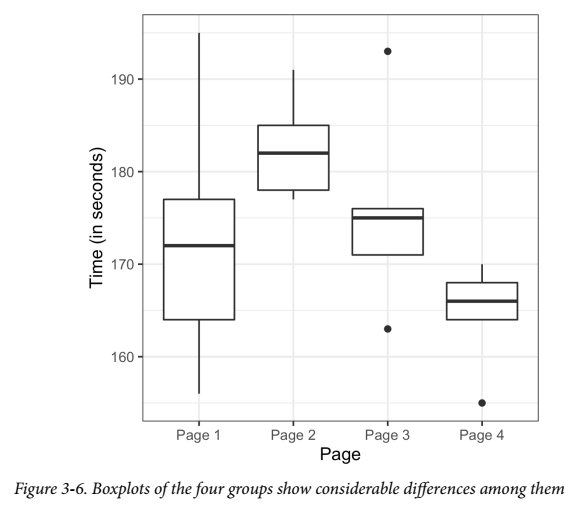 190
180
170
160
Time (in seconds)
Page 1 Page 2 Page 3 Page 4
Page
Figure 3-6. Boxplots of the four groups show considerable differences among them